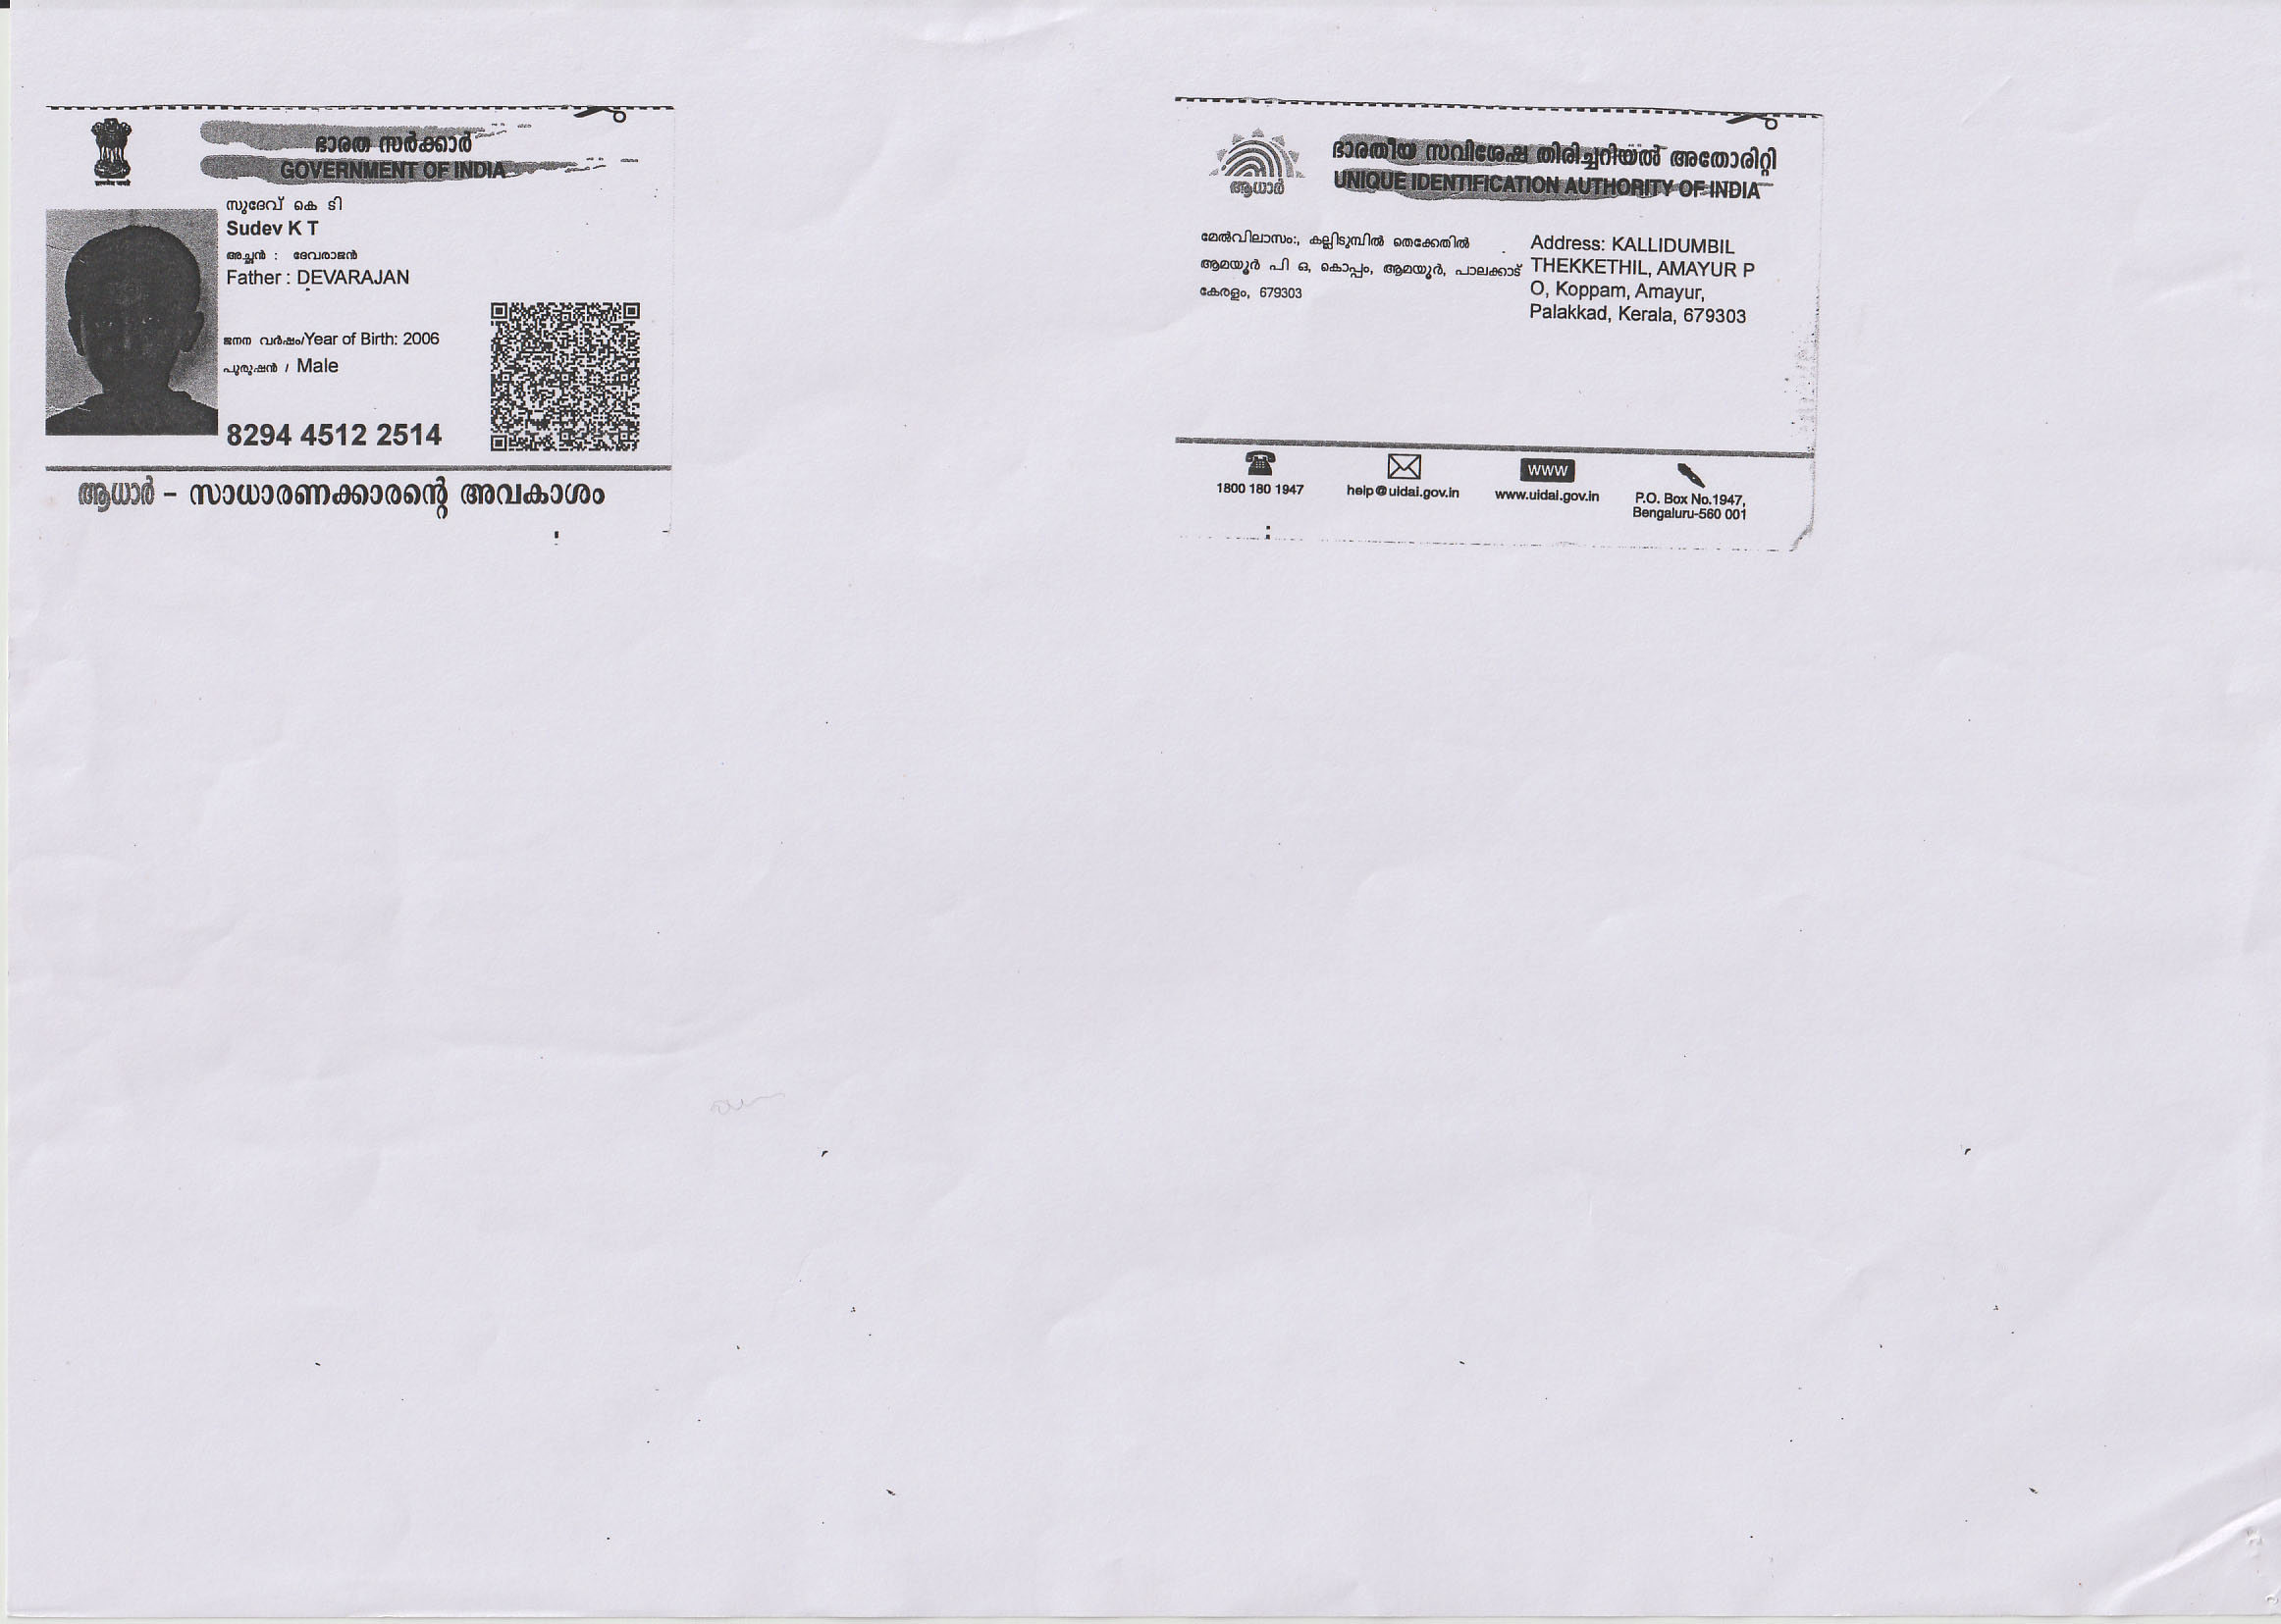 ഭാരത സർക്കാർ
GOVERNMENT OF INDIA
സുദേവ് കെ ടി
Sudev K T
അച്ഛൻ : ദേവരാജൻ
Father : DEVARAJAN
ജനന വർഷം/Year of Birth: 2006
പുരുഷൻ / Male
8294 4512 2514
ആധാർ - സാധാരണക്കാരന്റെ അവകാശം
ആധാർ
ഭാരതീയ സവിശേഷ തിരിച്ചറിയൽ അതോരിറ്റി
UNIQUE IDENTIFICATION AUTHORITY OF INDIA
മേൽവിലാസം:, കല്ലിടുമ്പിൽ തെക്കേതിൽ
ആമയൂർ പി ഒ, കൊപ്പം, ആമയൂർ, പാലക്കാട്
കേരളം, 679303
Address: KALLIDUMBIL
THEKKETHIL, AMAYUR P
O, Koppam, Amayur,
Palakkad, Kerala, 679303
1800 180 1947
help@uidai.gov.in
WWW
www.uidai.gov.in
P.O. Box No.1947,
Bengaluru-560 001